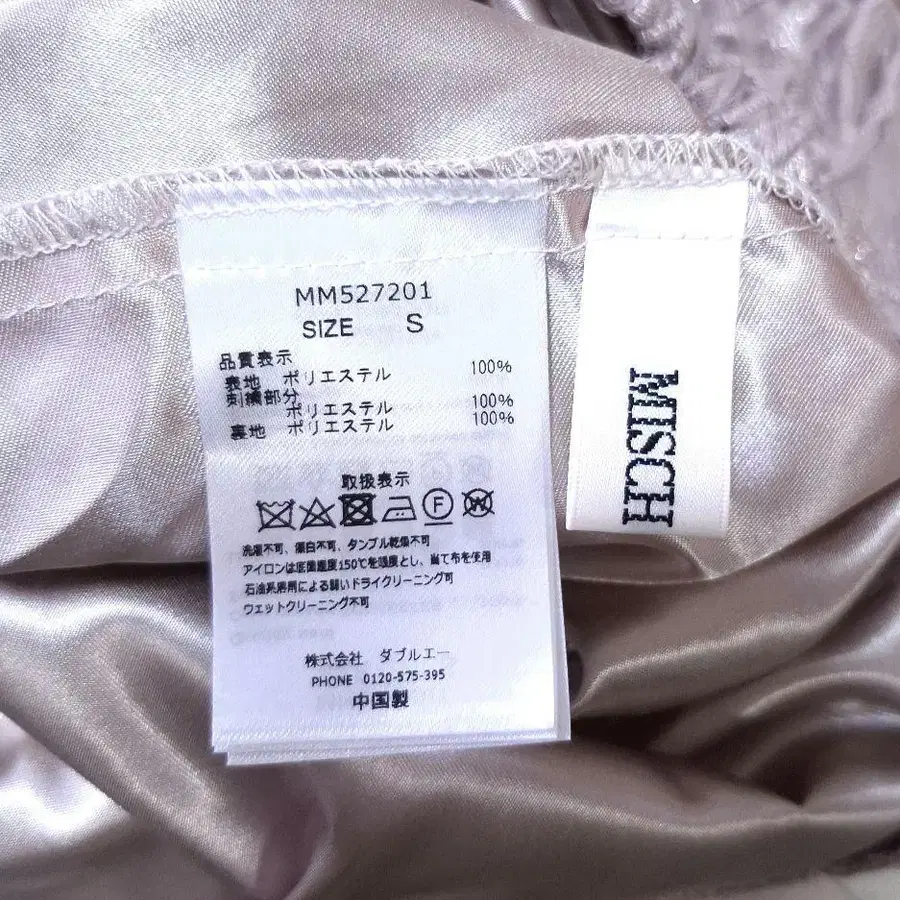 MM527201
SIZE S
品質表示
表地 ポリエステル 100%
刺繍部分
ポリエステル 100%
裏地 ポリエステル 100%
取扱表示
F
W
洗濯不可、漂白不可、タンブル乾燥不可
アイロンは底面温度150℃を限度とし、当て布を使用
石油系溶剤による弱いドライクリーニング可
ウェットクリーニング不可
株式会社 ダブルエー
PHONE 0120-575-395
中国製
MISCH